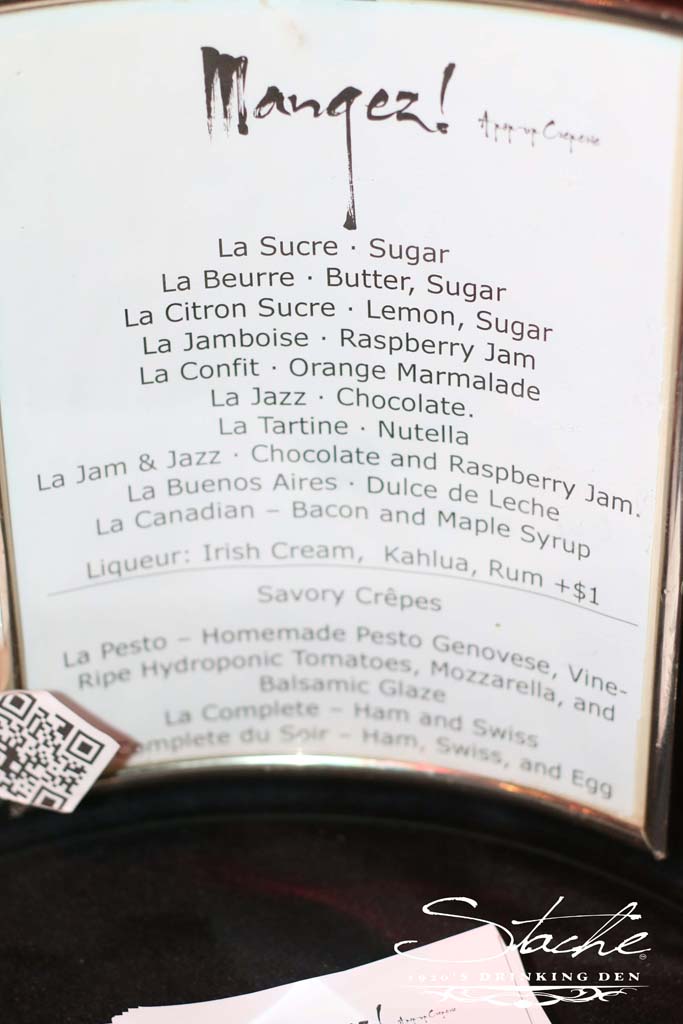 Mangez! A pop-up Creperie
La Sucre · Sugar
La Beurre · Butter, Sugar
La Citron Sucre · Lemon, Sugar
La Jamboise · Raspberry Jam
La Confit · Orange Marmalade
La Jazz · Chocolate.
La Tartine · Nutella
La Jam & Jazz · Chocolate and Raspberry Jam.
La Buenos Aires · Dulce de Leche
La Canadian – Bacon and Maple Syrup
Liqueur: Irish Cream, Kahlua, Rum +$1
Savory Crêpes
La Pesto – Homemade Pesto Genovese, Vine-
Ripe Hydroponic Tomatoes, Mozzarella, and
Balsamic Glaze
La Complete – Ham and Swiss
omplete du Soir – Ham, Swiss, and Egg
Stache
1920's DRINKING DEN